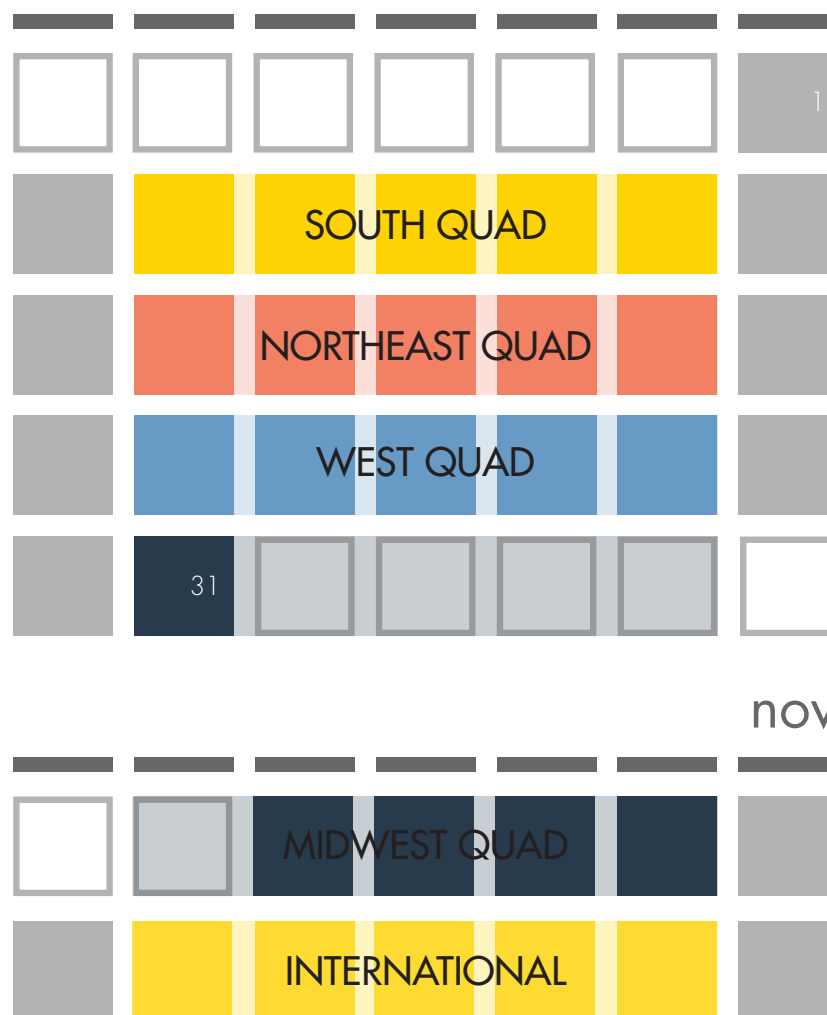 1
SOUTH QUAD
NORTHEAST QUAD
WEST QUAD
31
nov
MIDWEST QUAD
INTERNATIONAL